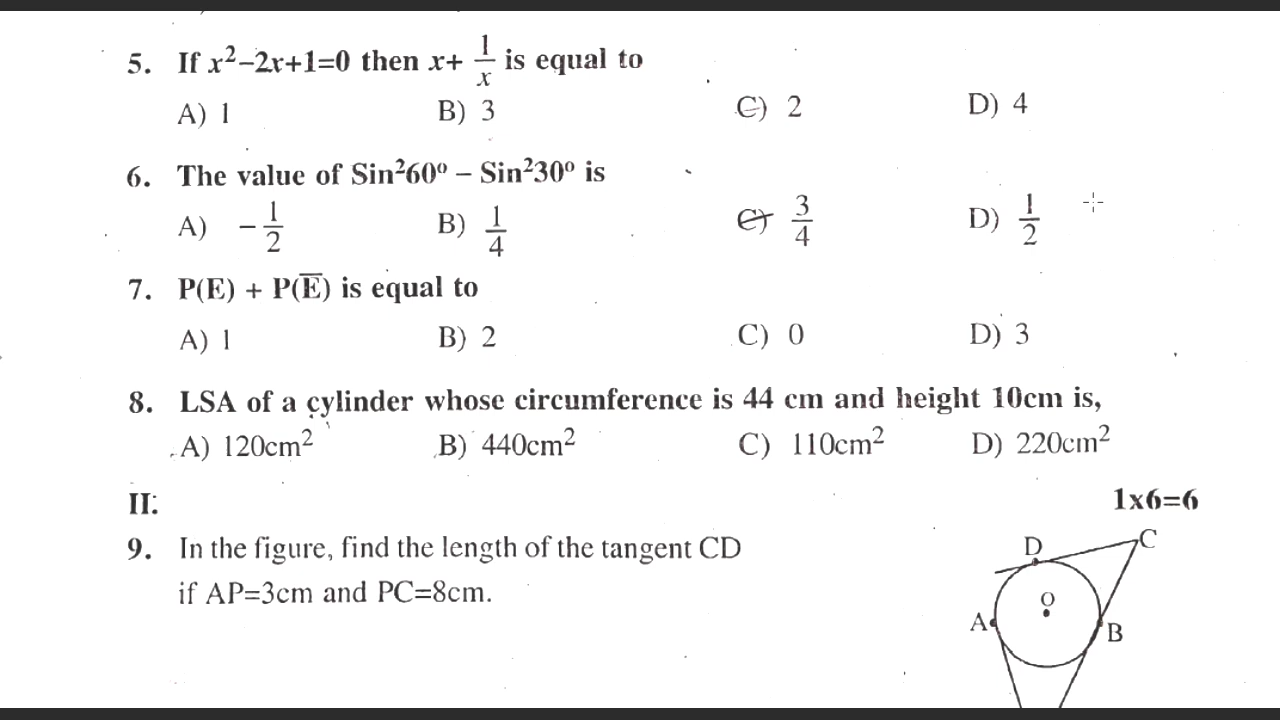 5. If x²–2x+1=0 then x+ 1/x is equal to
A) 1 B) 3 C) 2 D) 4
6. The value of Sin²60º – Sin²30º is
A) –1/2 B) 1/4 C) 3/4 D) 1/2
7. P(E) + P(E̅) is equal to
A) 1 B) 2 C) 0 D) 3
8. LSA of a cylinder whose circumference is 44 cm and height 10cm is,
A) 120cm² B) 440cm² C) 110cm² D) 220cm²
II: 1x6=6
9. In the figure, find the length of the tangent CD
if AP=3cm and PC=8cm.
D C
O
A B